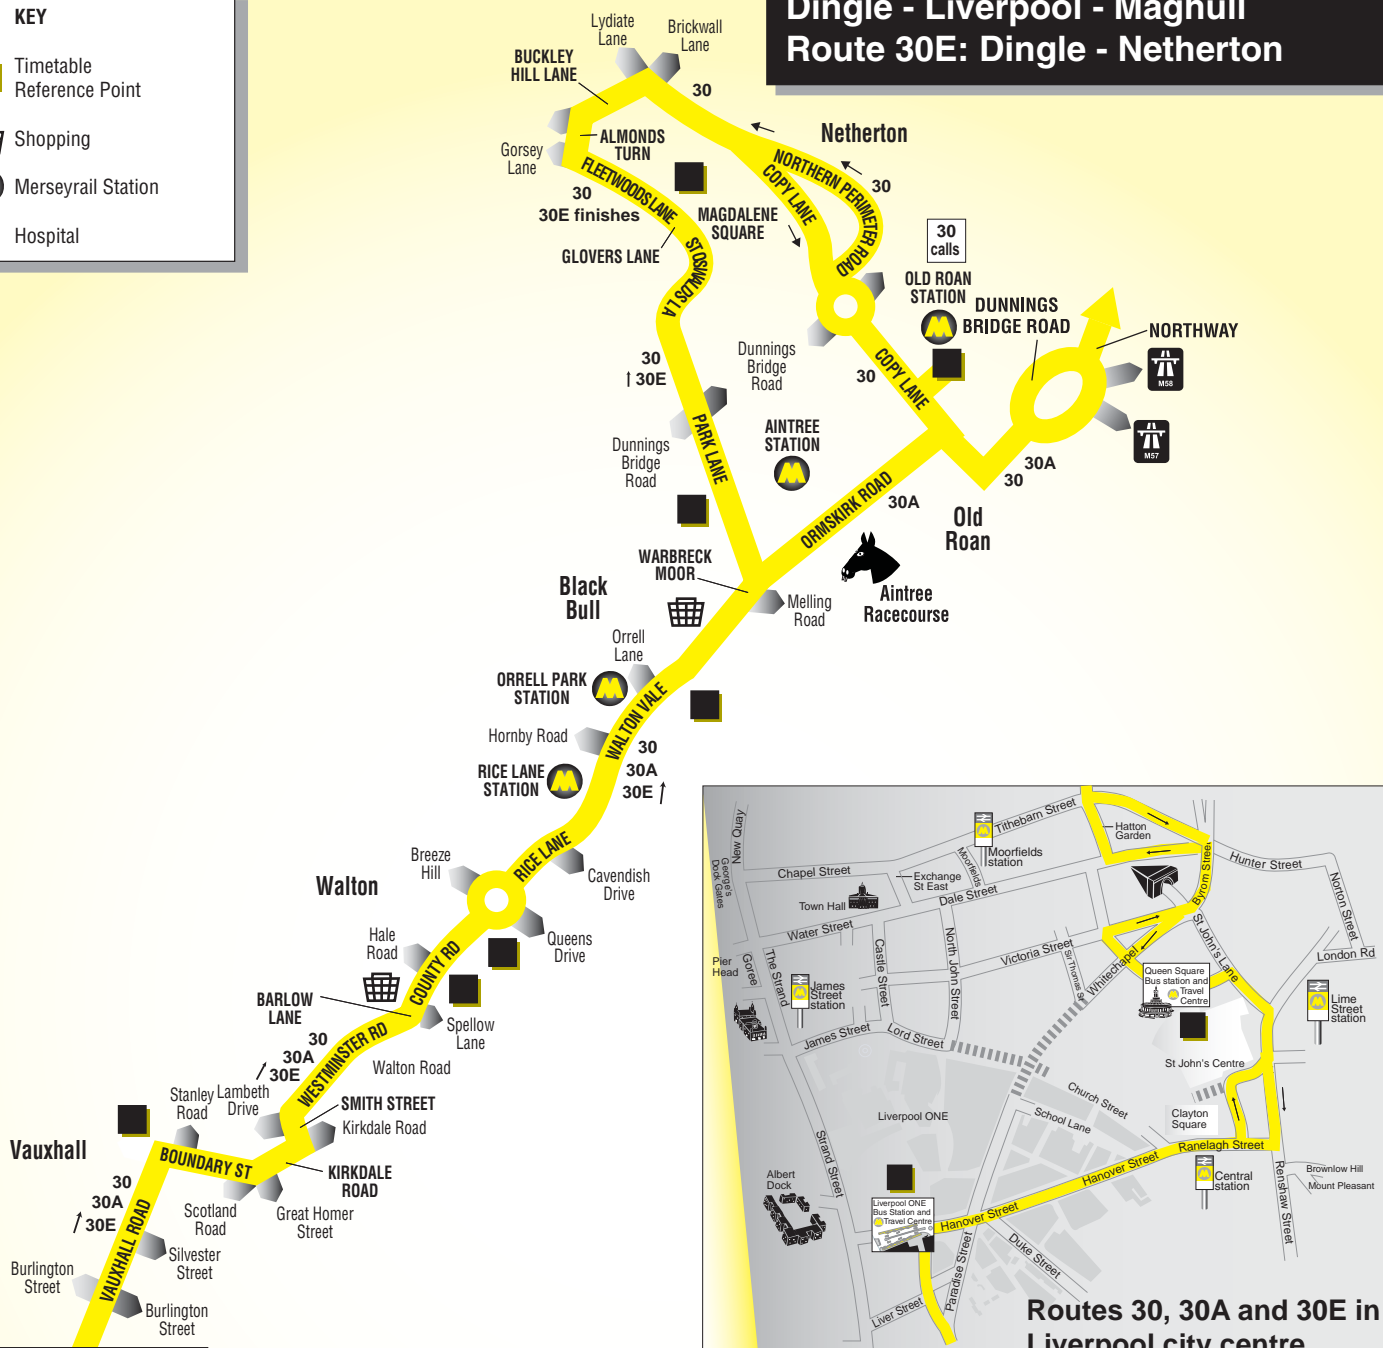 KEY
Timetable
Reference Point
Shopping
Merseyrail Station
Hospital
Dingle - Liverpool - Maghull
Route 30E: Dingle - Netherton
Lydiate
Lane
Brickwall
Lane
BUCKLEY
HILL LANE
30
ALMONDS
TURN
Gorsey
Lane
Netherton
NORTHERN PERIMETER ROAD
COPY LANE
30
FLEETWOODS LANE
30
30E finishes
MAGDALENE
SQUARE
GLOVERS LANE
ST OSWALDS LA
30
calls
OLD ROAN
STATION
DUNNINGS
BRIDGE ROAD
NORTHWAY
M58
M57
Dunnings
Bridge
Road
COPY LANE
30
30
30E
PARK LANE
Dunnings
Bridge
Road
AINTREE
STATION
ORMSKIRK ROAD
30A
30A
30
Old
Roan
WARBRECK
MOOR
Black
Bull
Melling
Road
Aintree
Racecourse
Orrell
Lane
ORRELL PARK
STATION
WALTON VALE
Hornby Road
30
30A
30E
RICE LANE
STATION
RICE LANE
Breeze
Hill
Cavendish
Drive
Walton
Queens
Drive
Hale
Road
COUNTY RD
BARLOW
LANE
Spellow
Lane
30
30A
30E
WESTMINSTER RD
Walton Road
Stanley
Road
Lambeth
Drive
SMITH STREET
Kirkdale Road
Vauxhall
BOUNDARY ST
KIRKDALE
ROAD
30
30A
30E
Scotland
Road
Great Homer
Street
VAUXHALL ROAD
Silvester
Street
Burlington
Street
Burlington
Street
New Quay
George's
Dock Gates
Chapel Street
Tithebarn Street
Moorfields
station
Moorfields
Hatton
Garden
Byrom Street
Hunter Street
Norton Street
London Rd
Exchange
St East
Town Hall
Dale Street
Water Street
Castle Street
North John Street
Victoria Street
Sir Thomas St
Whitechapel
St John's Lane
Queen Square
Bus station and
Travel
Centre
Pier
Head
Goree
The Strand
James
Street
station
Lime
Street
station
James Street
Lord Street
St John's Centre
Church Street
School Lane
Clayton
Square
Liverpool ONE
Strand Street
Ranelagh Street
Hanover Street
Albert
Dock
Central
station
Brownlow Hill
Mount Pleasant
Renshaw Street
Liverpool ONE
Bus Station and
Travel Centre
Hanover Street
Paradise Street
Duke Street
Liver Street
Routes 30, 30A and 30E in
Liverpool city centre